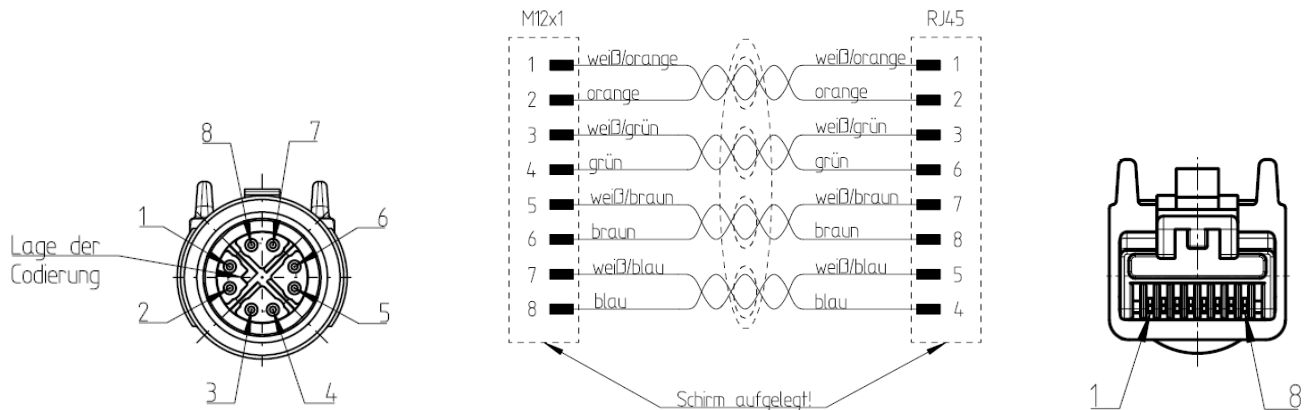 8
7
1
6
Lage der
Codierung
2
5
3
4
M12x1
RJ45
1 weiß/orange weiß/orange 1
2 orange orange 2
3 weiß/grün weiß/grün 3
4 grün grün 6
5 weiß/braun weiß/braun 7
6 braun braun 8
7 weiß/blau weiß/blau 5
8 blau blau 4
Schirm aufgelegt!
1
8